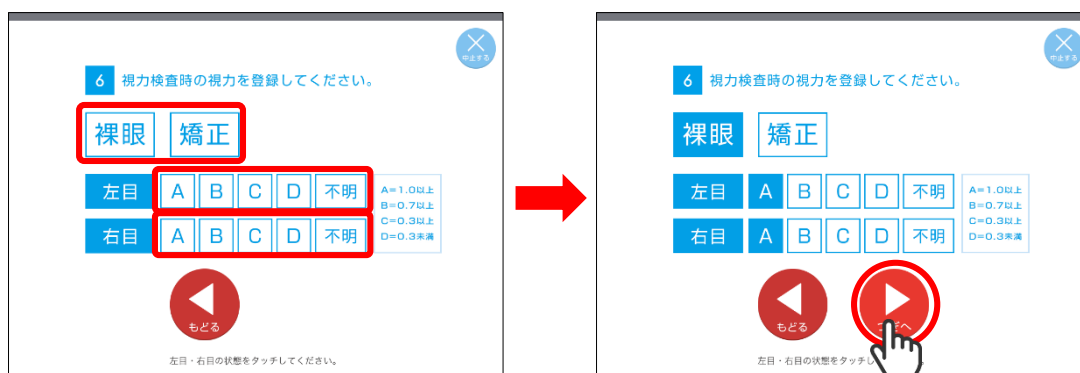 中止する
6 視力検査時の視力を登録してください。
裸眼 矯正
左目 A B C D 不明
右目 A B C D 不明
A=1.0以上
B=0.7以上
C=0.3以上
D=0.3未満
もどる
左目・右目の状態をタッチしてください。
中止する
6 視力検査時の視力を登録してください。
裸眼 矯正
左目 A B C D 不明
右目 A B C D 不明
A=1.0以上
B=0.7以上
C=0.3以上
D=0.3未満
もどる
つぎへ
左目・右目の状態をタッチし